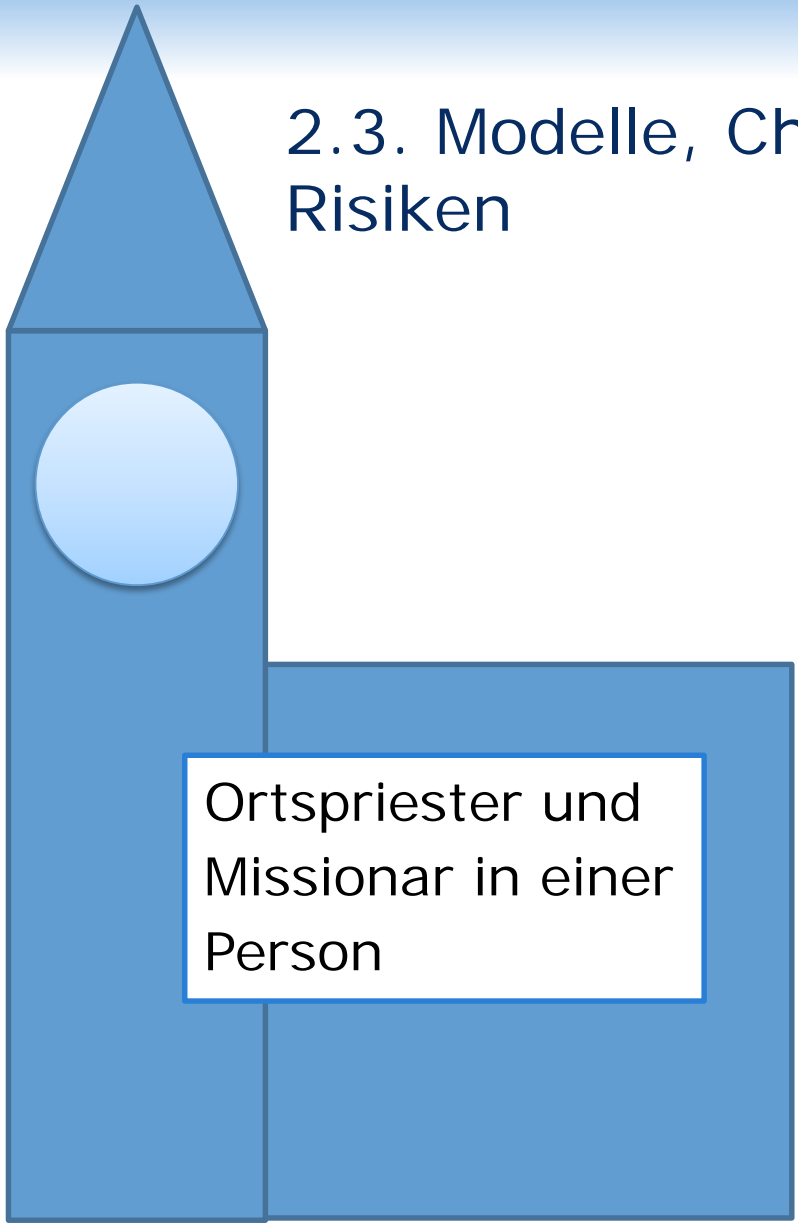 2.3. Modelle, Ch
Risiken
Ortspriester und
Missionar in einer
Person